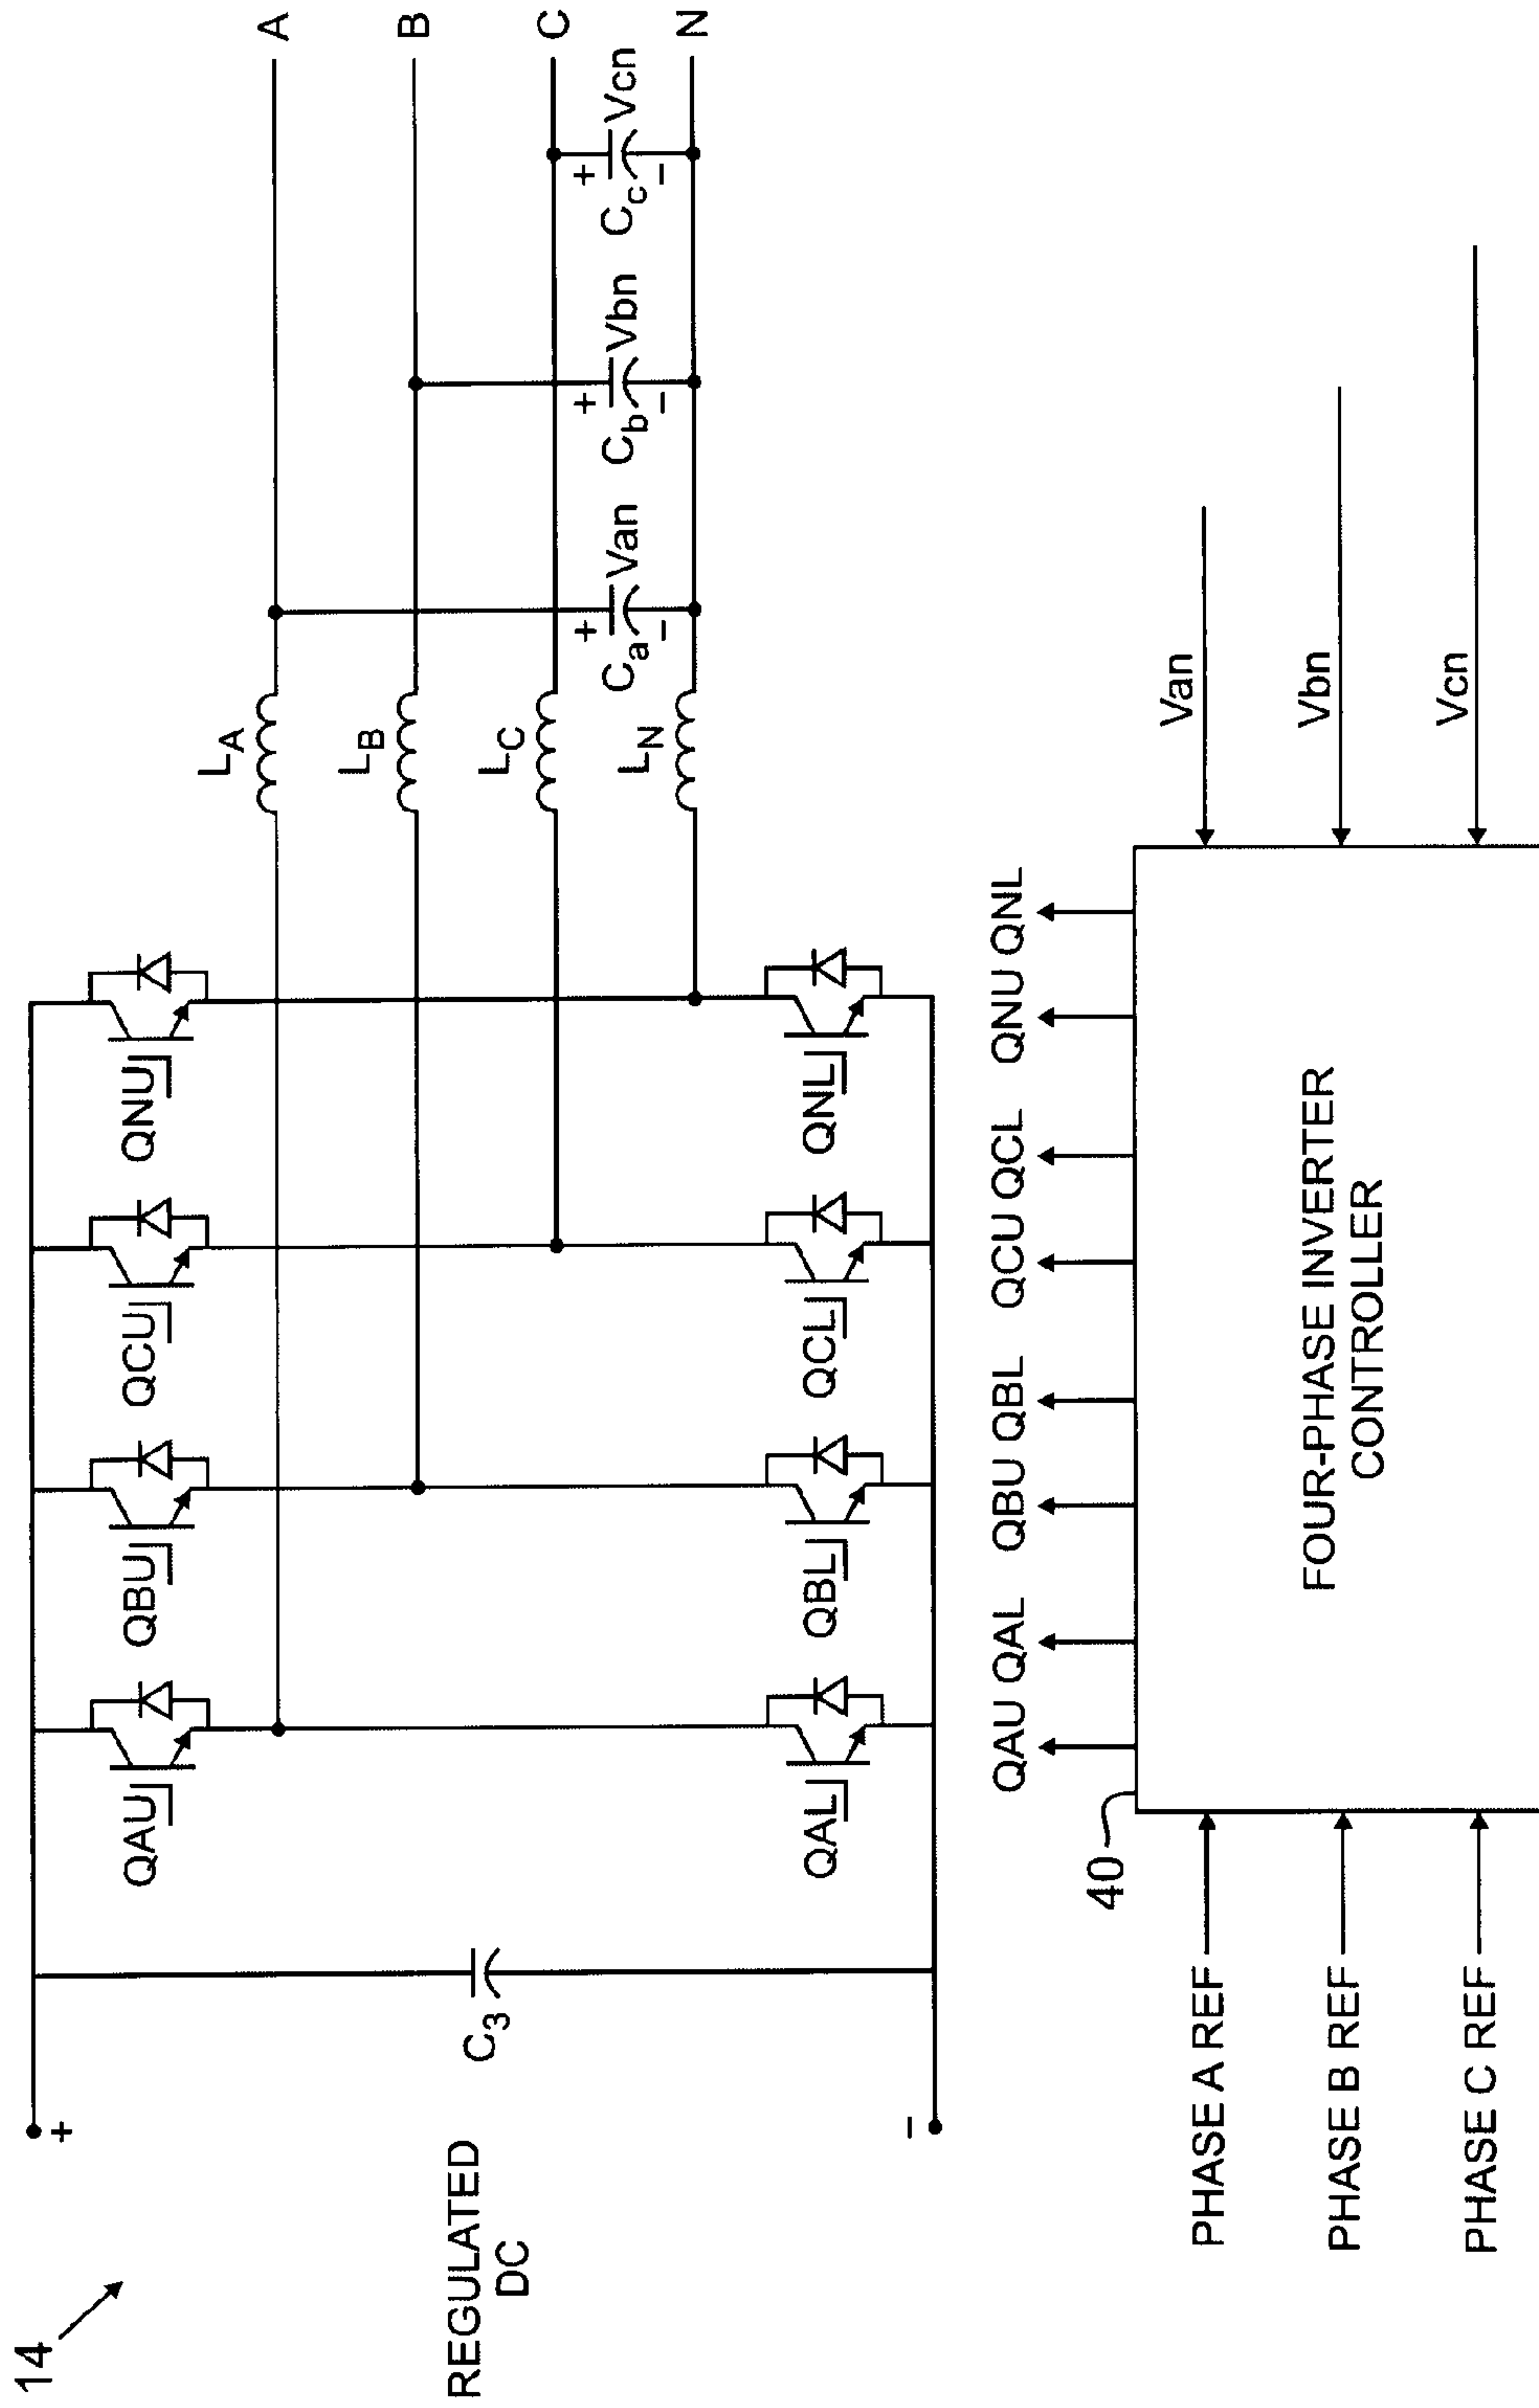 14
REGULATED
DC
+
−
C3
QAU
QBU
QCU
QNU
QAL
QBL
QCL
QNL
LA
LB
LC
LN
A
B
C
N
+
Ca
Van
−
+
Cb
Vbn
−
+
Cc
Vcn
−
QAU QAL QBU QBL QCU QCL QNU QNL
40
PHASE A REF
PHASE B REF
PHASE C REF
FOUR-PHASE INVERTER
CONTROLLER
Van
Vbn
Vcn